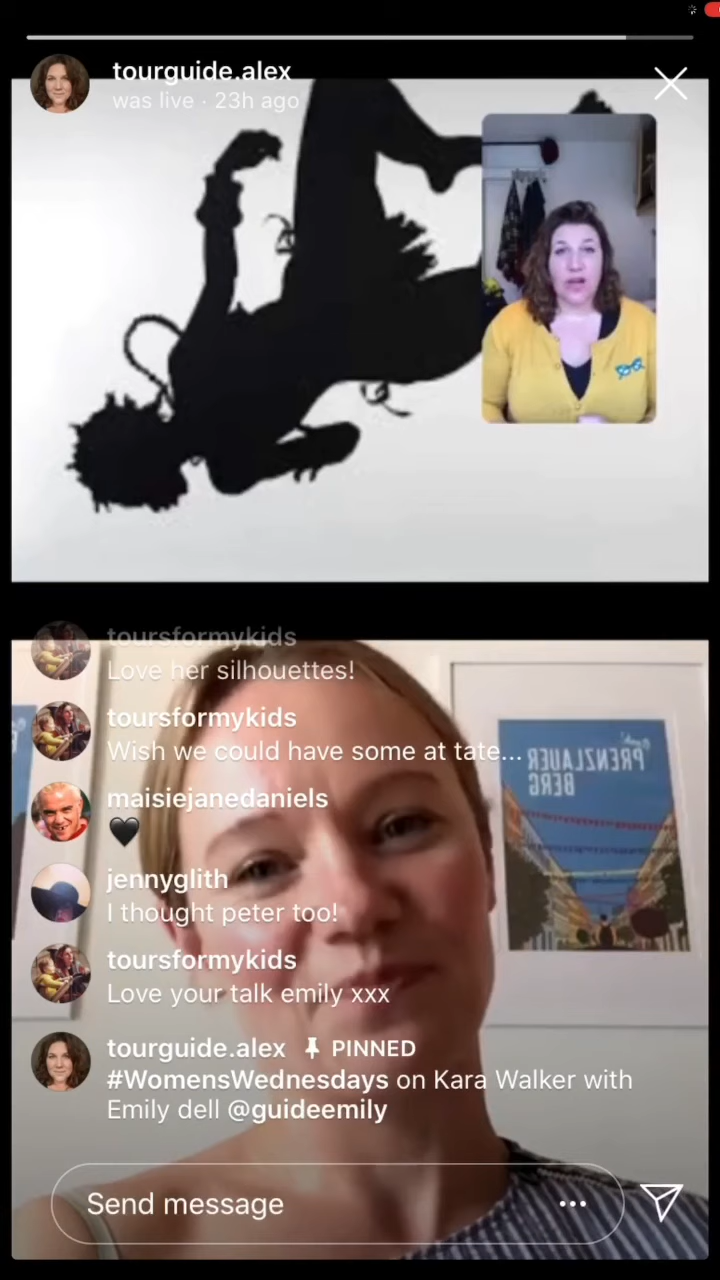 tourguide.alex
was live · 23h ago
toursformykids
Love her silhouettes!
toursformykids
Wish we could have some at tate...
maisiejanedaniels
🖤
jennyglith
I thought peter too!
toursformykids
Love your talk emily xxx
tourguide.alex PINNED
#WomensWednesdays on Kara Walker with
Emily dell @guideemily
Send message
PRENZLAUER
BERG